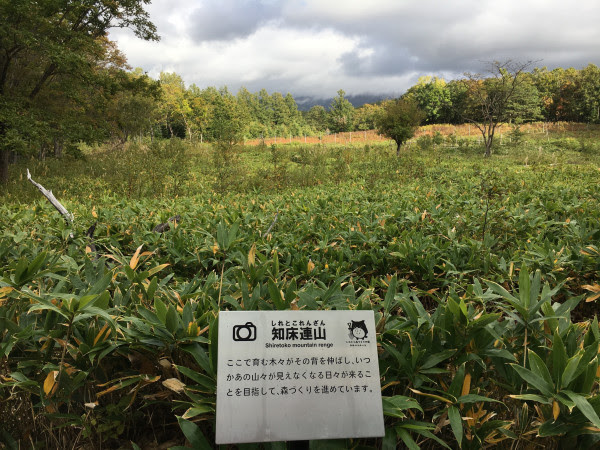 しれとこれんざん
知床連山
Shiretoko mountain renge
ここで育む木々がその背を伸ばし、いつ
かあの山々が見えなくなる日々が来るこ
とを目指して、森づくりを進めています。